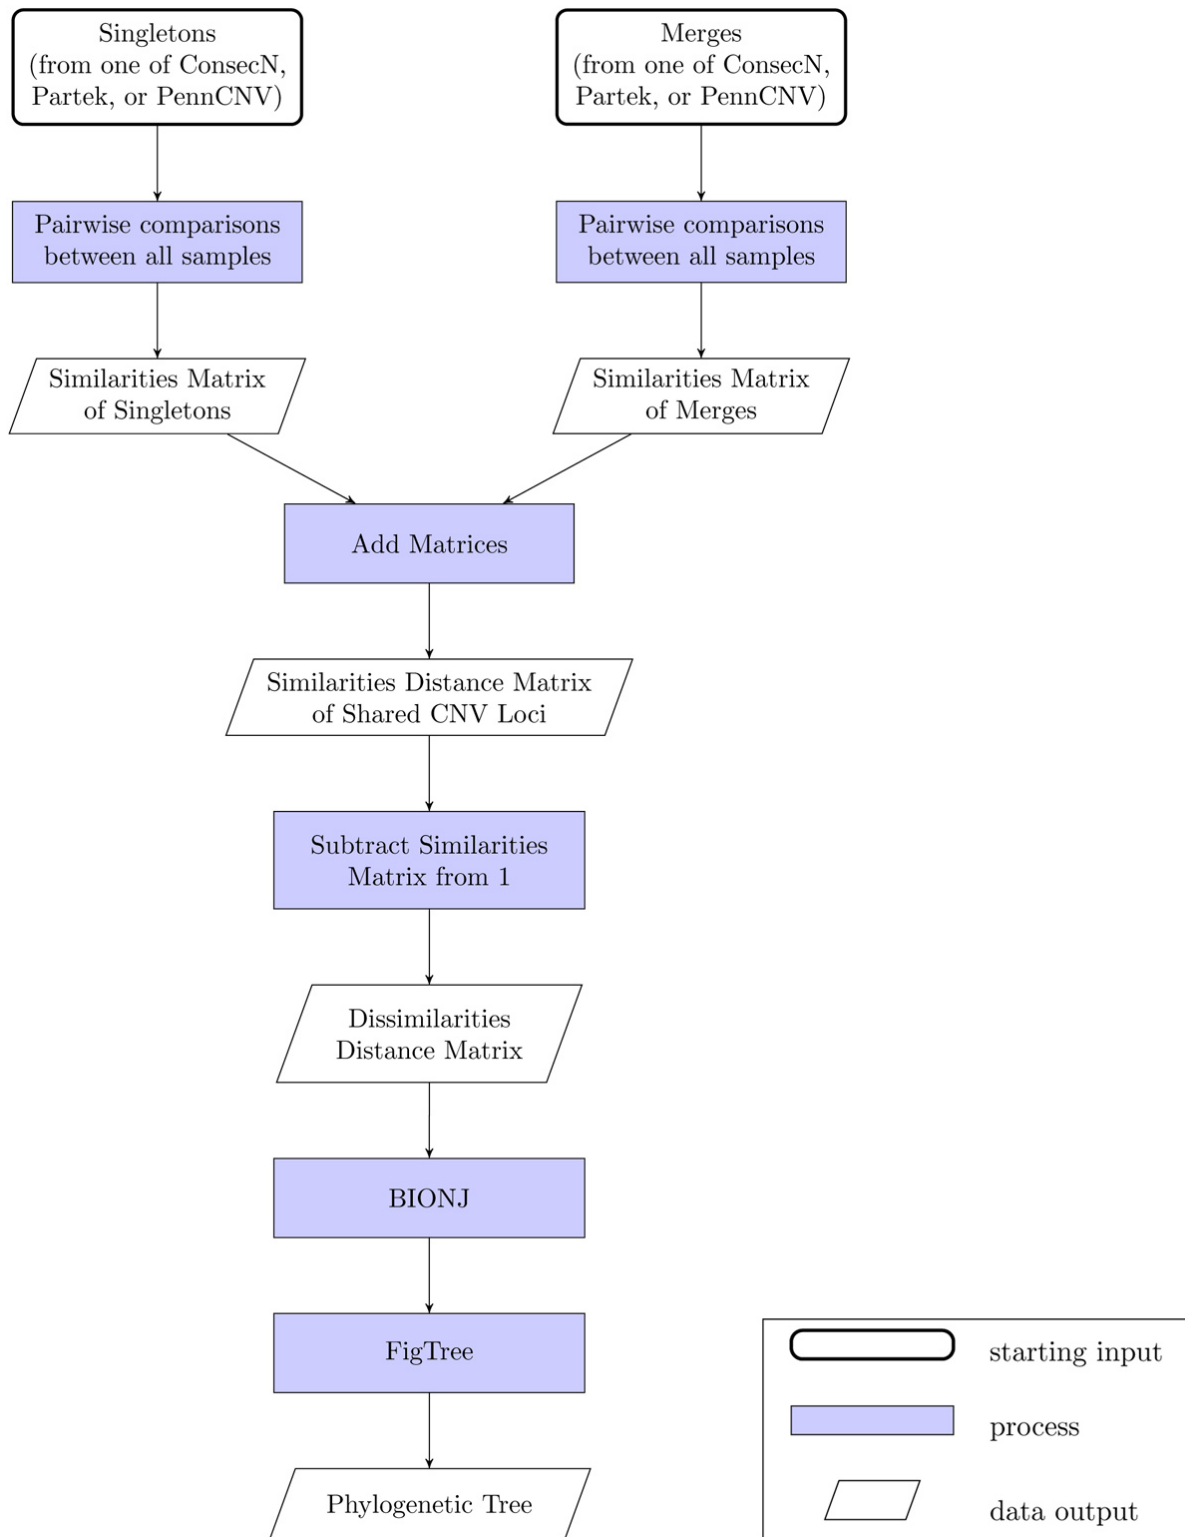 Singletons
(from one of ConsecN,
Partek, or PennCNV)
Merges
(from one of ConsecN,
Partek, or PennCNV)
Pairwise comparisons
between all samples
Pairwise comparisons
between all samples
Similarities Matrix
of Singletons
Similarities Matrix
of Merges
Add Matrices
Similarities Distance Matrix
of Shared CNV Loci
Subtract Similarities
Matrix from 1
Dissimilarities
Distance Matrix
BIONJ
FigTree
Phylogenetic Tree
starting input
process
data output